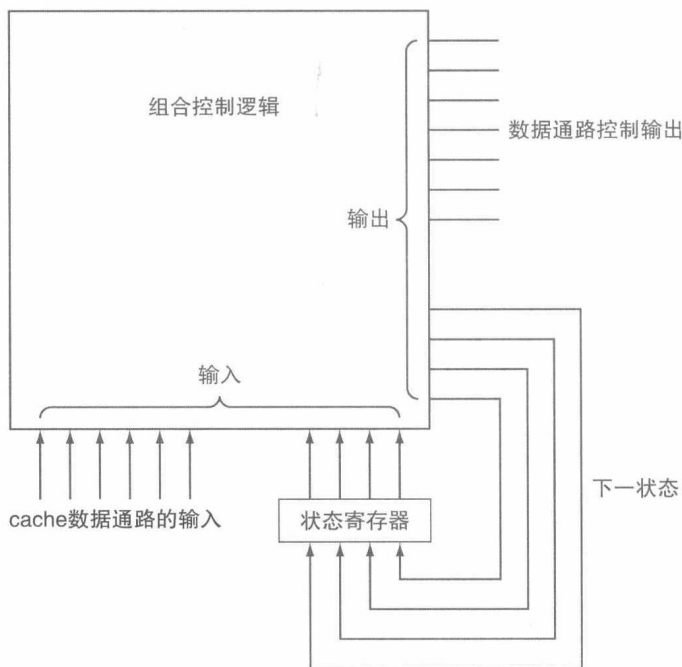 组合控制逻辑
数据通路控制输出
输出
输入
下一状态
cache数据通路的输入
状态寄存器